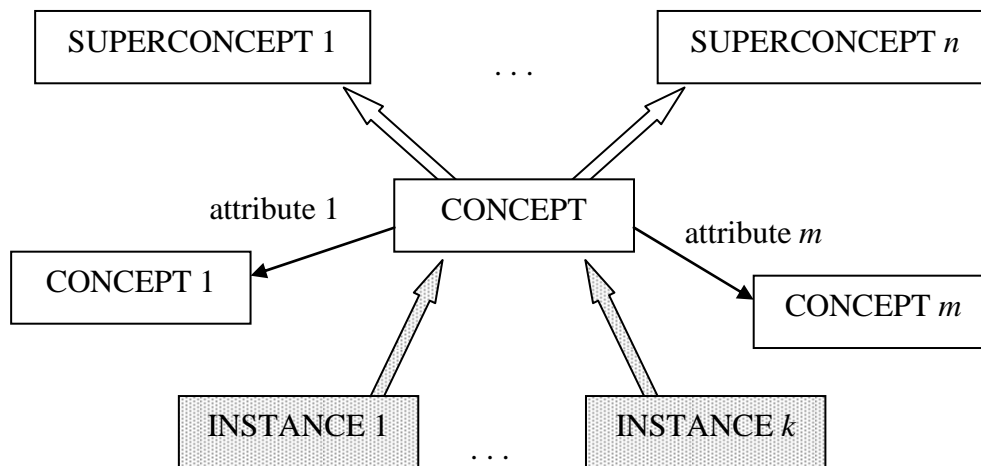 SUPERCONCEPT 1
SUPERCONCEPT n
. . .
attribute 1
CONCEPT
attribute m
CONCEPT 1
CONCEPT m
INSTANCE 1
INSTANCE k
. . .